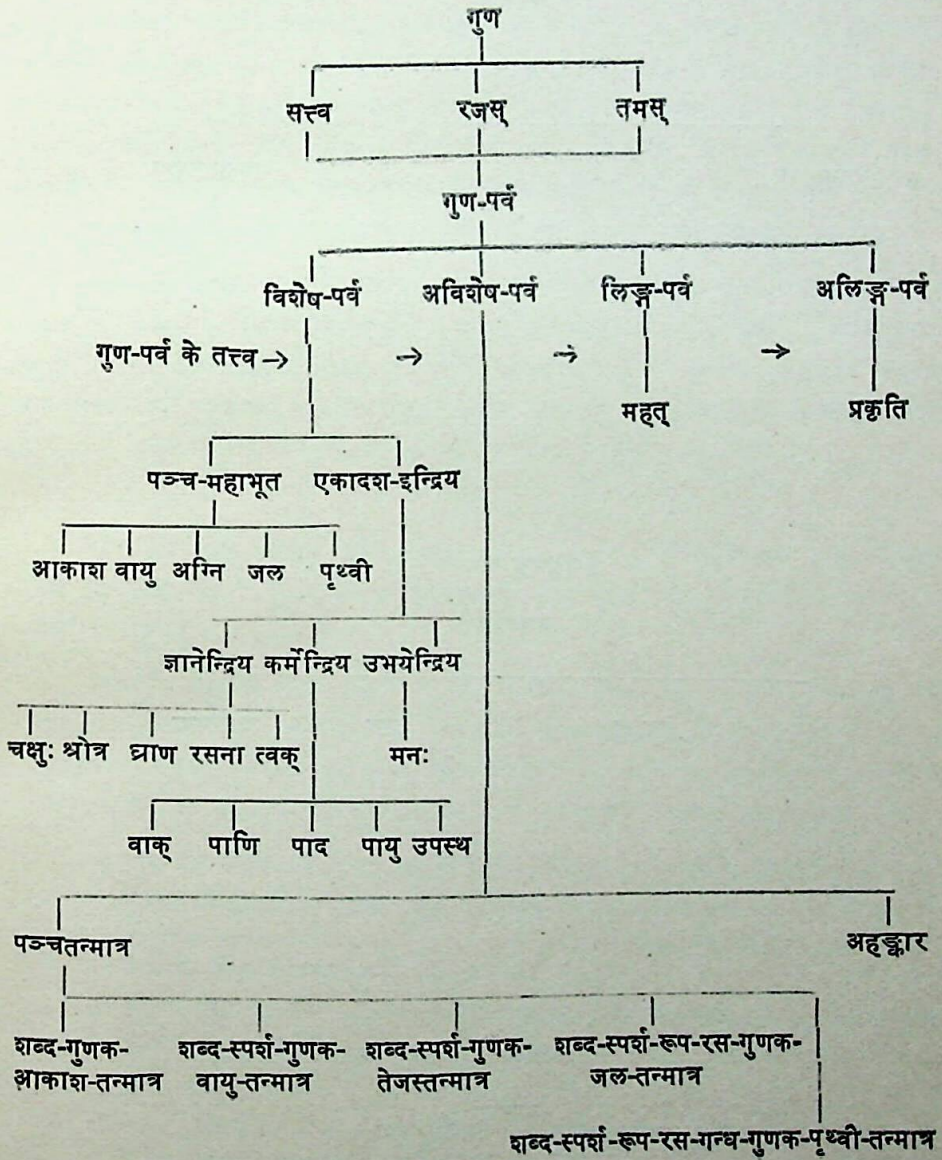 गुण
सत्त्व रजस् तमस्
गुण-पर्व
विशेष-पर्व अविशेष-पर्व लिङ्ग-पर्व अलिङ्ग-पर्व
गुण-पर्व के तत्त्व→ → → →
महत् प्रकृति
पञ्च-महाभूत एकादश-इन्द्रिय
आकाश वायु अग्नि जल पृथ्वी
ज्ञानेन्द्रिय कर्मेन्द्रिय उभयेन्द्रिय
चक्षुः श्रोत्र घ्राण रसना त्वक् मनः
वाक् पाणि पाद पायु उपस्थ
पञ्चतन्मात्र अहङ्कार
शब्द-गुणक- शब्द-स्पर्श-गुणक- शब्द-स्पर्श-गुणक- शब्द-स्पर्श-रूप-रस-गुणक-
आकाश-तन्मात्र वायु-तन्मात्र तेजस्तन्मात्र जल-तन्मात्र
शब्द-स्पर्श-रूप-रस-गन्ध-गुणक-पृथ्वी-तन्मात्र